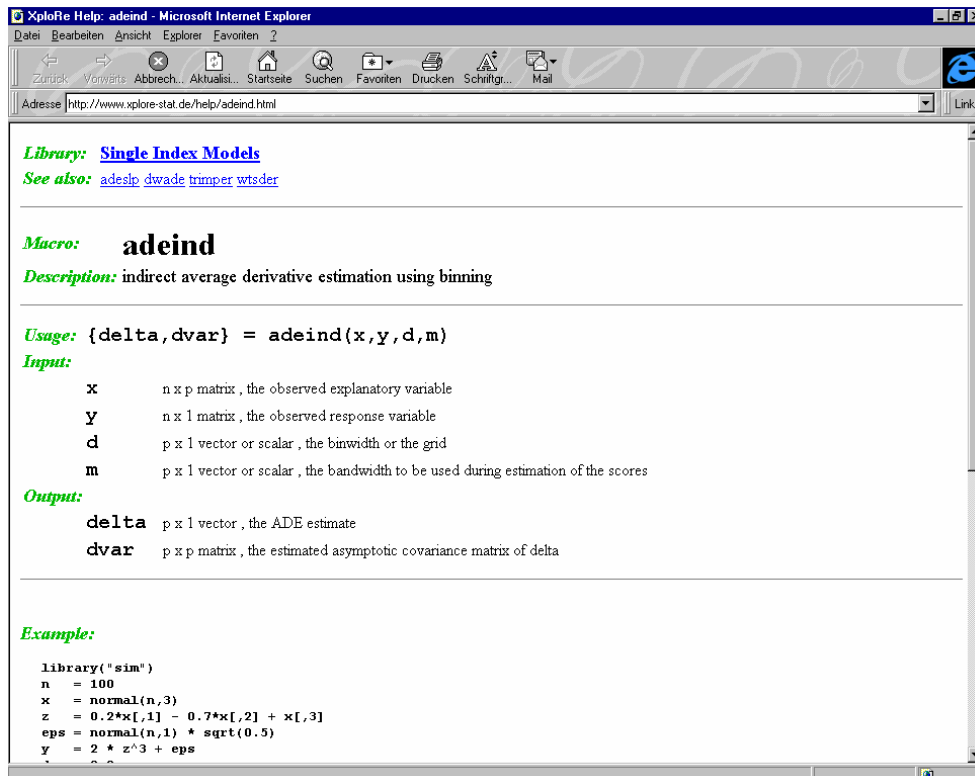 XploRe Help: adeind - Microsoft Internet Explorer
Datei Bearbeiten Ansicht Explorer Favoriten ?
Zurück Vorwärts Abbrech... Aktualisi... Startseite Suchen Favoriten Drucken Schriftgr... Mail
Adresse http://www.xplore-stat.de/help/adeind.html Link
Library: Single Index Models
See also: adeslp dwade trimper wtsder
Macro: adeind
Description: indirect average derivative estimation using binning
Usage: {delta,dvar} = adeind(x,y,d,m)
Input:
x n x p matrix , the observed explanatory variable
y n x 1 matrix , the observed response variable
d p x 1 vector or scalar , the binwidth or the grid
m p x 1 vector or scalar , the bandwidth to be used during estimation of the scores
Output:
delta p x 1 vector , the ADE estimate
dvar p x p matrix , the estimated asymptotic covariance matrix of delta
Example:
library("sim")
n = 100
x = normal(n,3)
z = 0.2*x[,1] - 0.7*x[,2] + x[,3]
eps = normal(n,1) * sqrt(0.5)
y = 2 * z^3 + eps